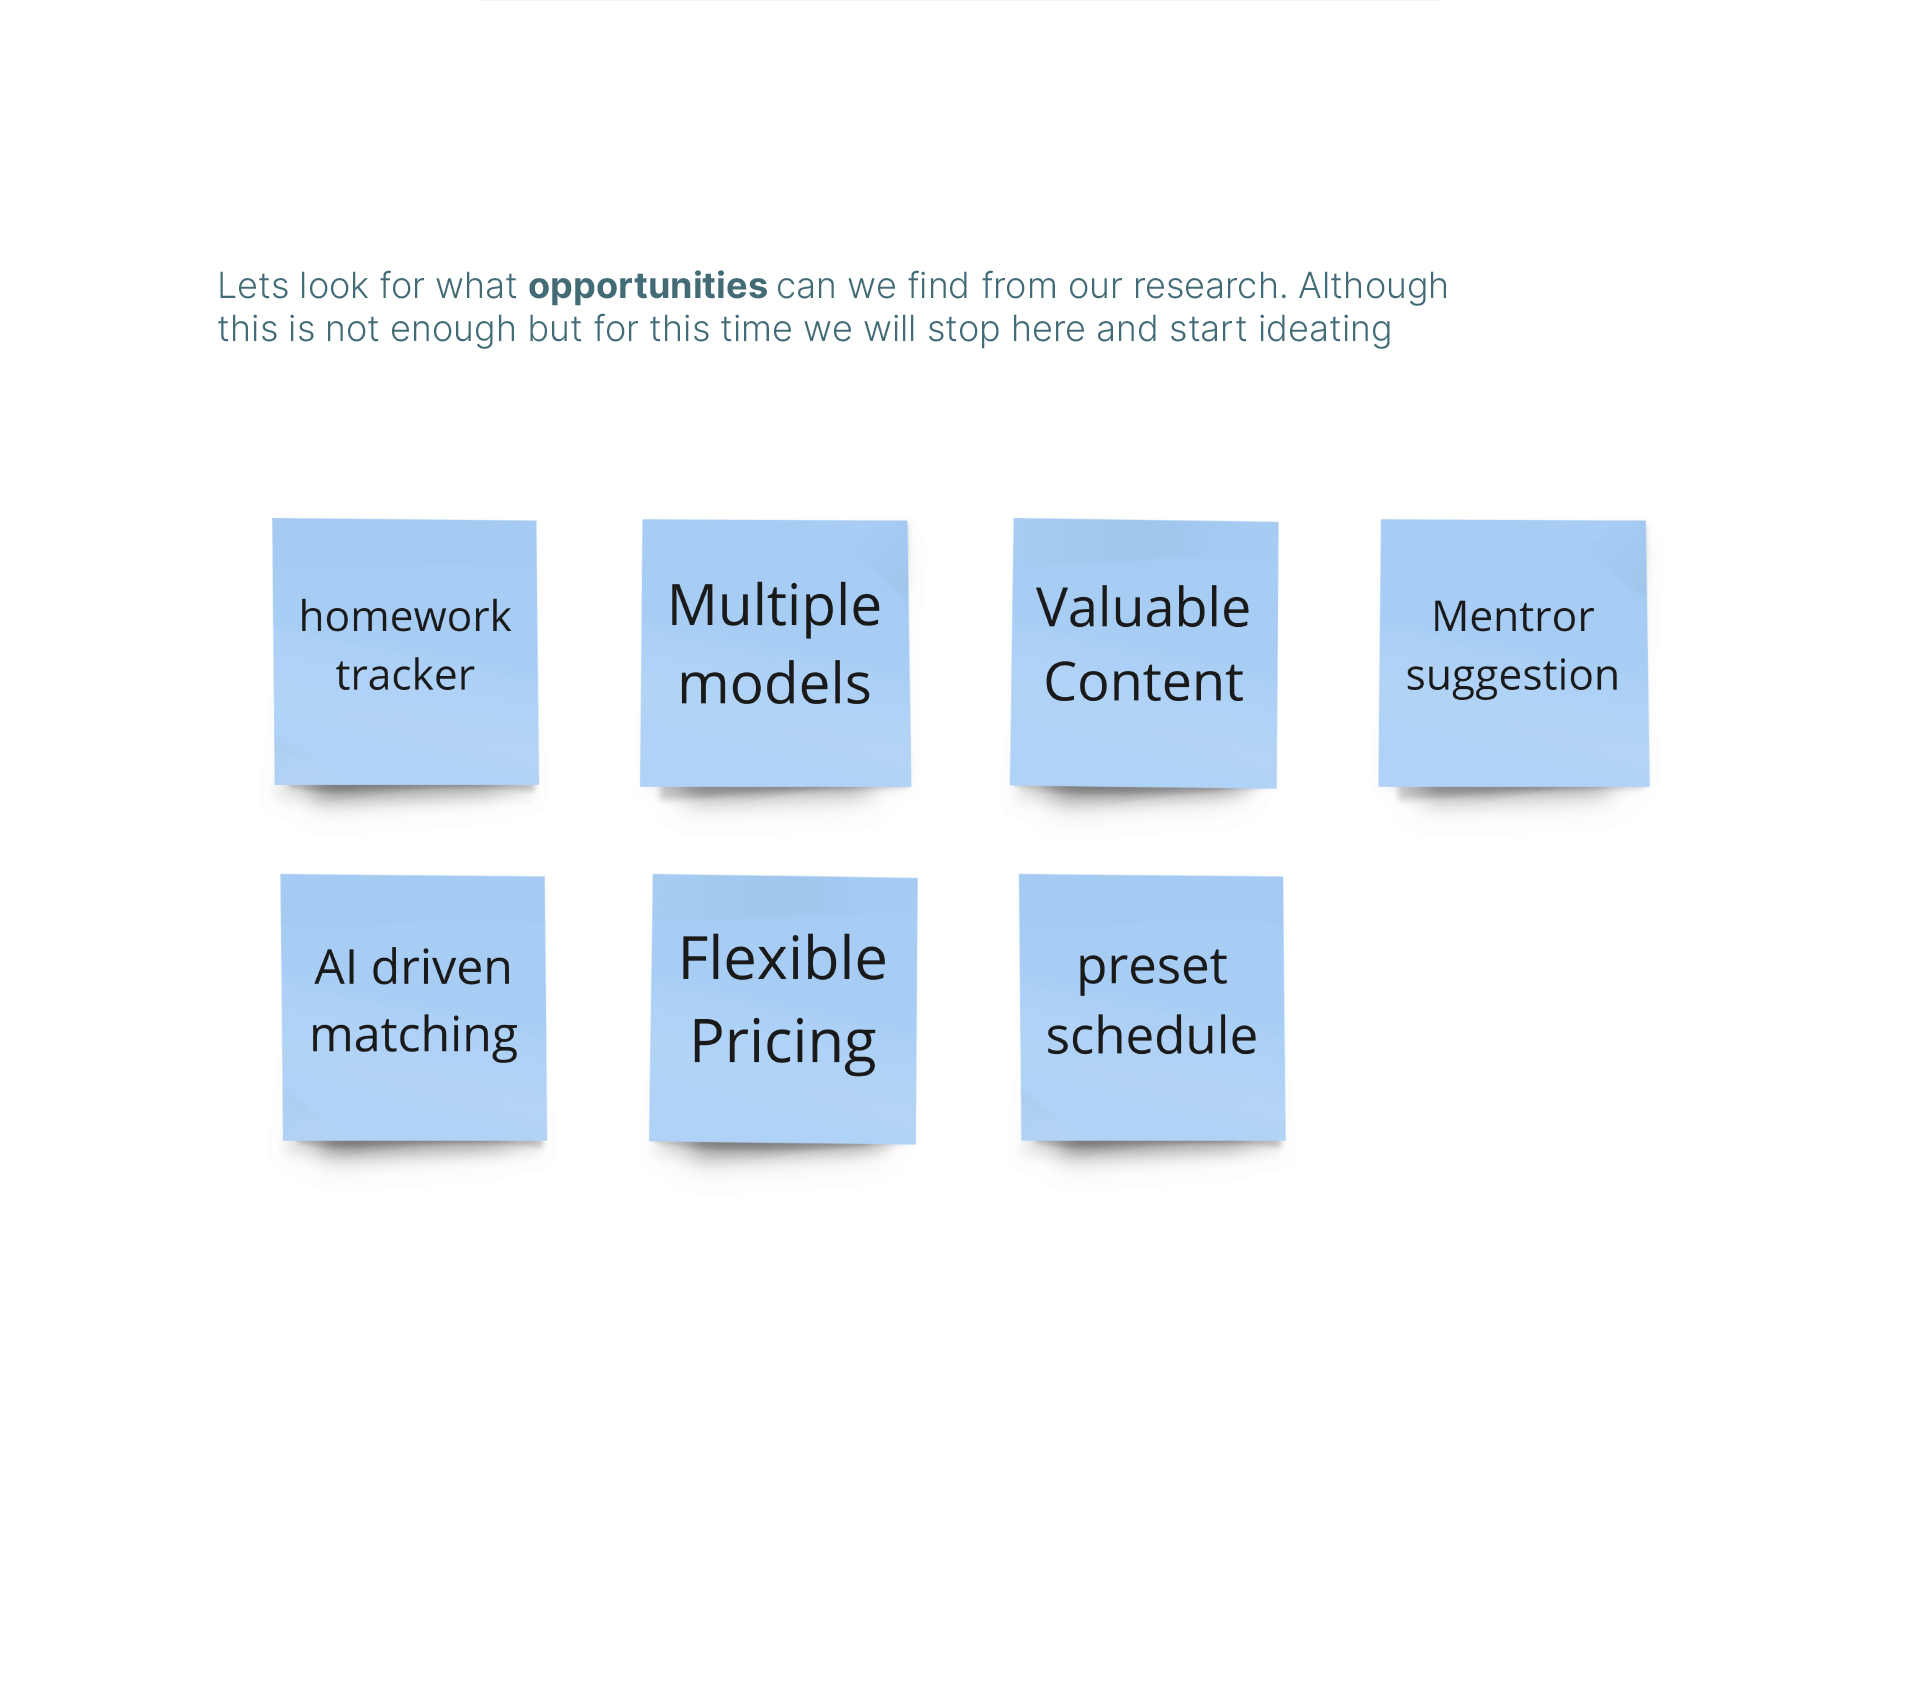 Lets look for what opportunities can we find from our research. Although
this is not enough but for this time we will stop here and start ideating
homework
tracker
Multiple
models
Valuable
Content
Mentror
suggestion
AI driven
matching
Flexible
Pricing
preset
schedule